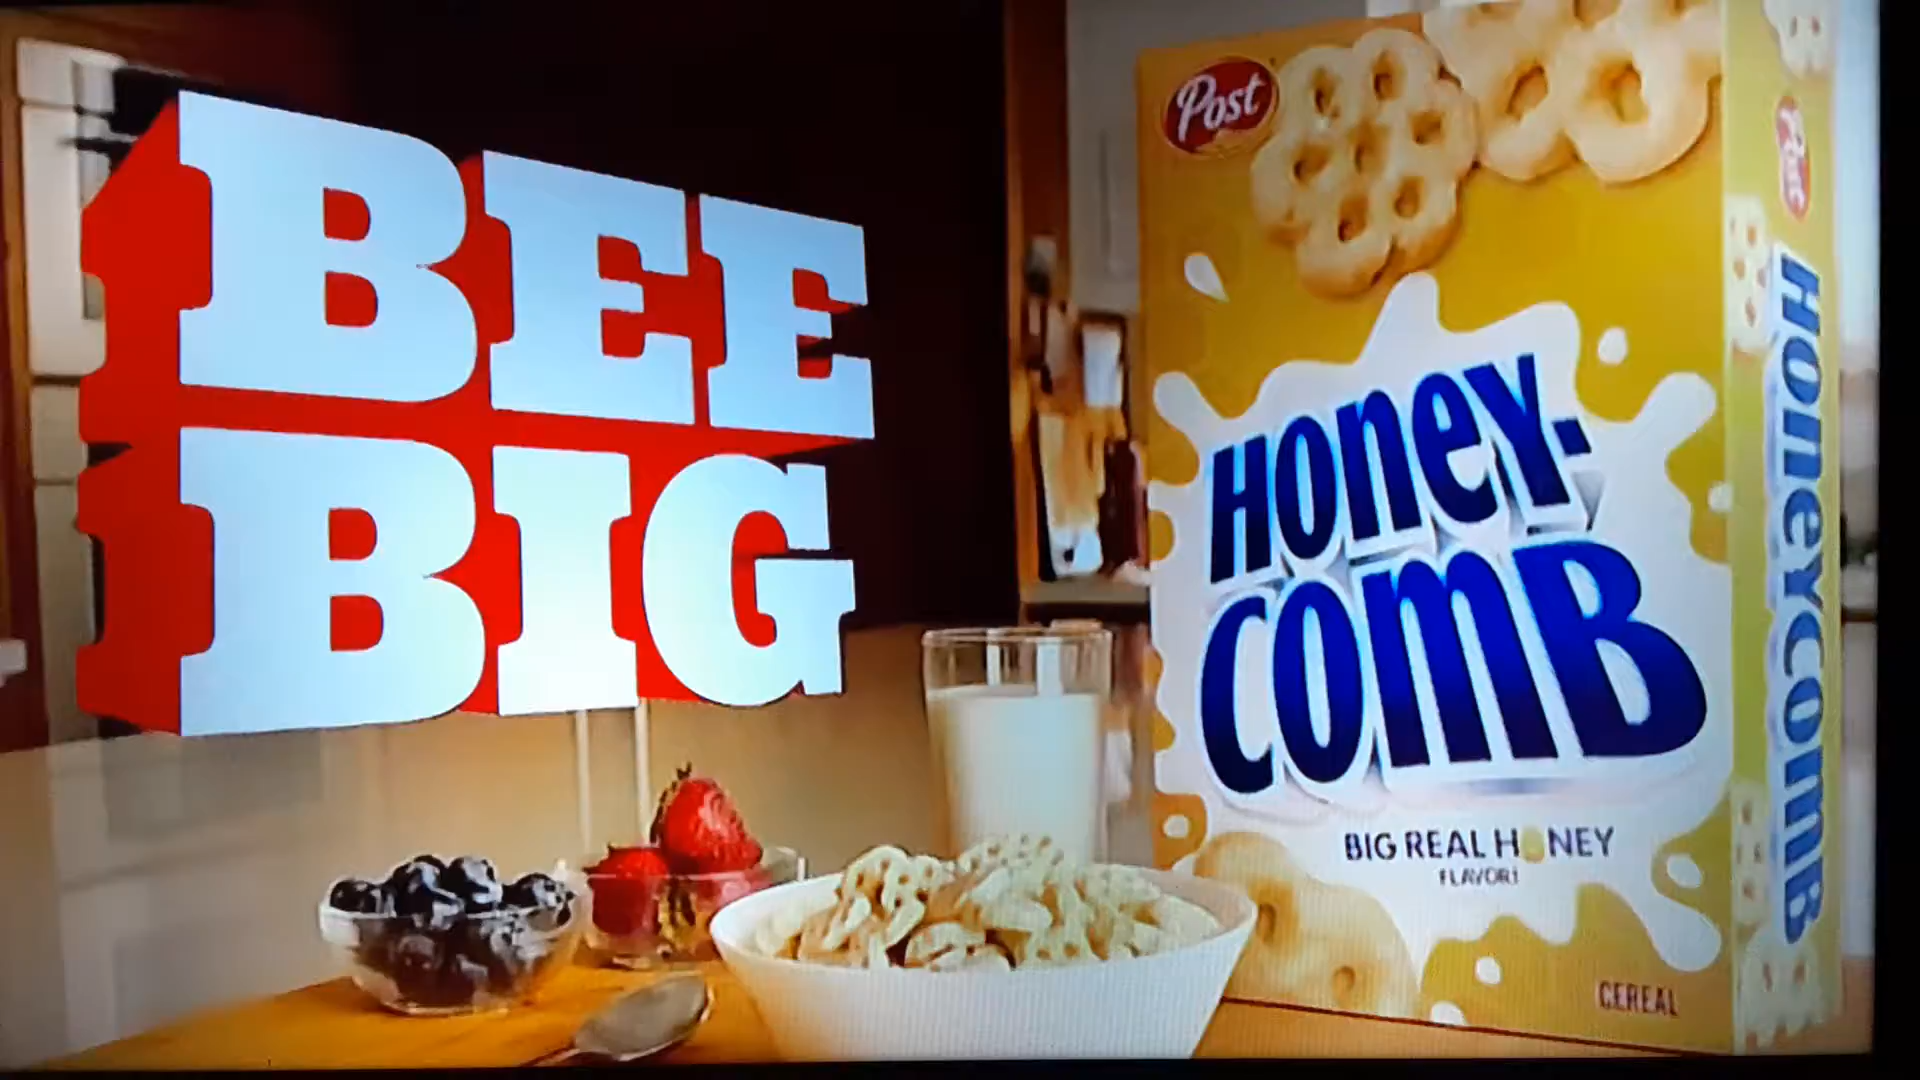 BEE
BIG
Post
HONEY-
COMB
BIG REAL HONEY
FLAVOR!
CEREAL
Post
HONEYCOMB